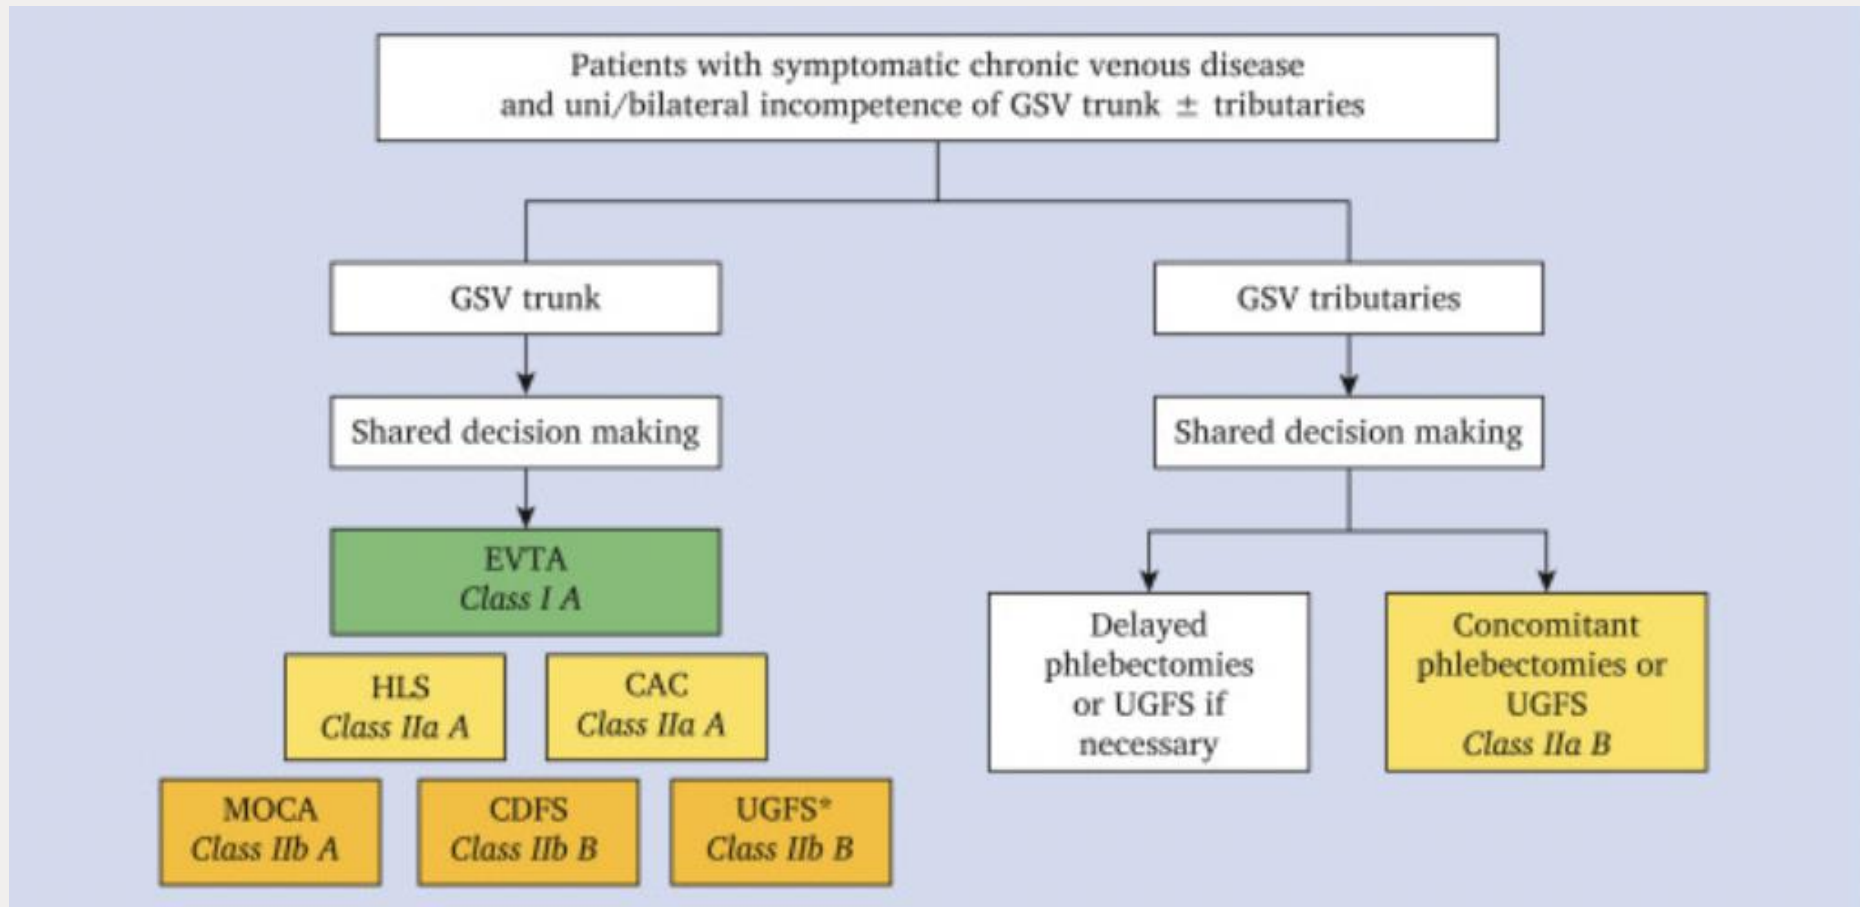 Patients with symptomatic chronic venous disease
and uni/bilateral incompetence of GSV trunk ± tributaries
GSV trunk
Shared decision making
EVTA
Class I A
HLS
Class IIa A
CAC
Class IIa A
MOCA
Class IIb A
CDFS
Class IIb B
UGFS*
Class IIb B
GSV tributaries
Shared decision making
Delayed
phlebectomies
or UGFS if
necessary
Concomitant
phlebectomies or
UGFS
Class IIa B